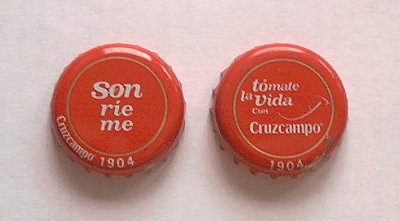 Son
ríe
me
Cruzcampo® 1904
tómate
la Vida
Con
Cruzcampo®
1904